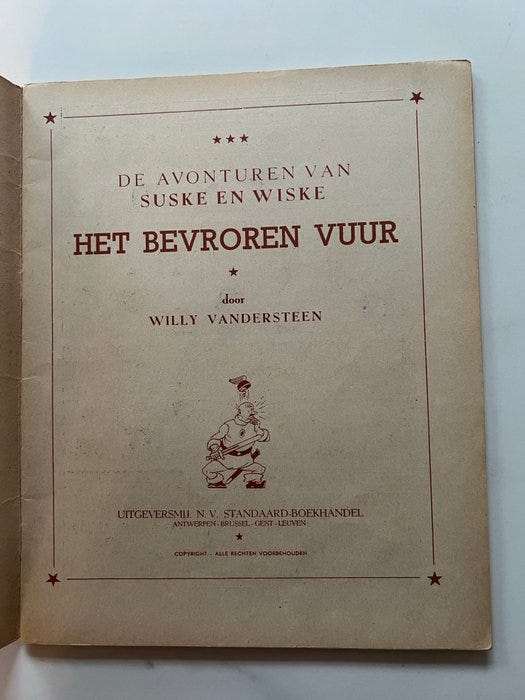 DE AVONTUREN VAN
SUSKE EN WISKE
HET BEVROREN VUUR
door
WILLY VANDERSTEEN
UITGEVERSMIJ. N. V. STANDAARD-BOEKHANDEL
ANTWERPEN - BRUSSEL - GENT - LEUVEN
COPYRIGHT - ALLE RECHTEN VOORBEHOUDEN